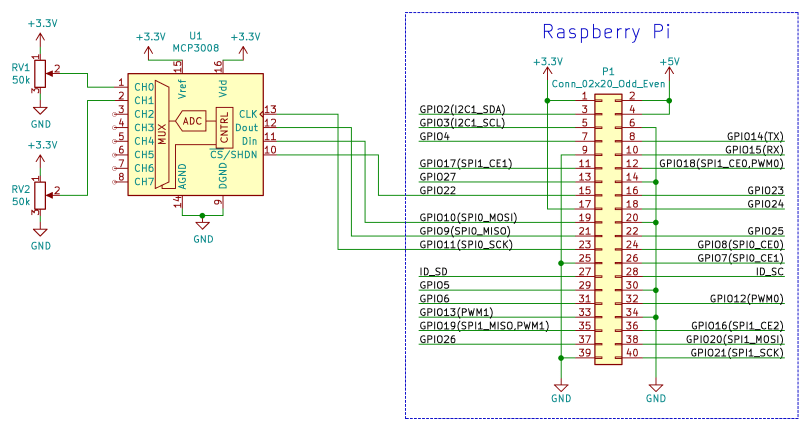 Raspberry Pi
+3.3V
RV1
50k
1
2
3
GND
+3.3V
RV2
50k
1
2
3
GND
+3.3V
U1
MCP3008
+3.3V
15
16
Vref
Vdd
1 CH0
2 CH1
3 CH2
4 CH3
5 CH4
6 CH5
7 CH6
8 CH7
MUX
ADC
CNTRL
CLK 13
Dout 12
Din 11
CS/SHDN 10
AGND
DGND
14
9
GND
+3.3V
P1
+5V
Conn_02x20_Odd_Even
1 2
GPIO2(I2C1_SDA) 3 4
GPIO3(I2C1_SCL) 5 6
GPIO4 7 8 GPIO14(TX)
9 10 GPIO15(RX)
GPIO17(SPI1_CE1) 11 12 GPIO18(SPI1_CE0,PWM0)
GPIO27 13 14
GPIO22 15 16 GPIO23
17 18 GPIO24
GPIO10(SPI0_MOSI) 19 20
GPIO9(SPI0_MISO) 21 22 GPIO25
GPIO11(SPI0_SCK) 23 24 GPIO8(SPI0_CE0)
25 26 GPIO7(SPI0_CE1)
ID_SD 27 28 ID_SC
GPIO5 29 30
GPIO6 31 32 GPIO12(PWM0)
GPIO13(PWM1) 33 34
GPIO19(SPI1_MISO,PWM1) 35 36 GPIO16(SPI1_CE2)
GPIO26 37 38 GPIO20(SPI1_MOSI)
39 40 GPIO21(SPI1_SCK)
GND
GND